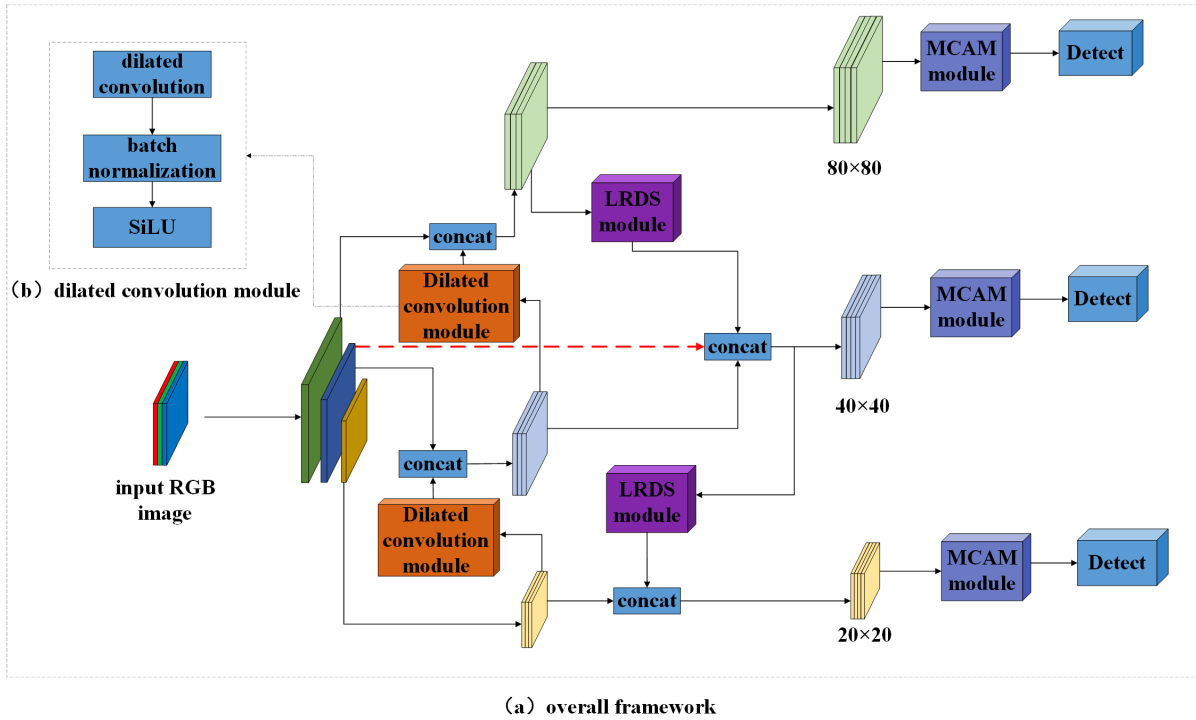 dilated
convolution
batch
normalization
SiLU
（b）dilated convolution module
input RGB
image
concat
Dilated
convolution
module
concat
Dilated
convolution
module
LRDS
module
concat
LRDS
module
concat
80×80
MCAM
module
Detect
40×40
MCAM
module
Detect
20×20
MCAM
module
Detect
（a）overall framework